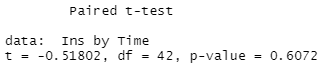 Paired t-test
data:  Ins by Time
t = -0.51802, df = 42, p-value = 0.6072